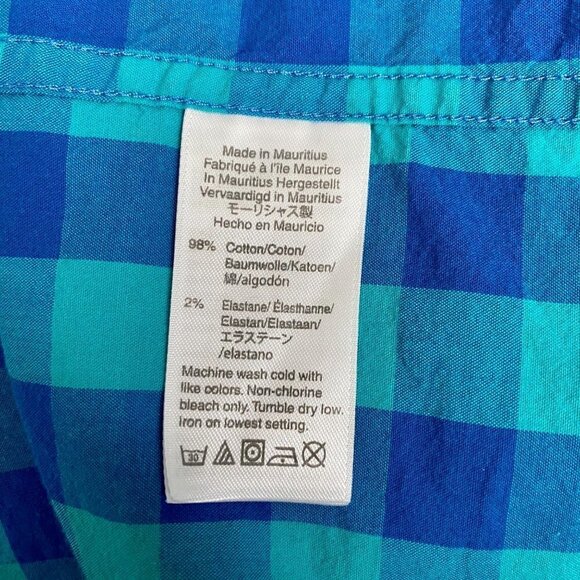 Made in Mauritius
Fabriqué à l'île Maurice
In Mauritius Hergestellt
Vervaardigd in Mauritius
モーリシャス製
Hecho en Mauricio
98% Cotton/Coton/
Baumwolle/Katoen/
綿/algodón
2% Elastane/ Élasthanne/
Elastan/Elastaan/
エラステーン
/elastano
Machine wash cold with
like colors. Non-chlorine
bleach only. Tumble dry low.
Iron on lowest setting.
30